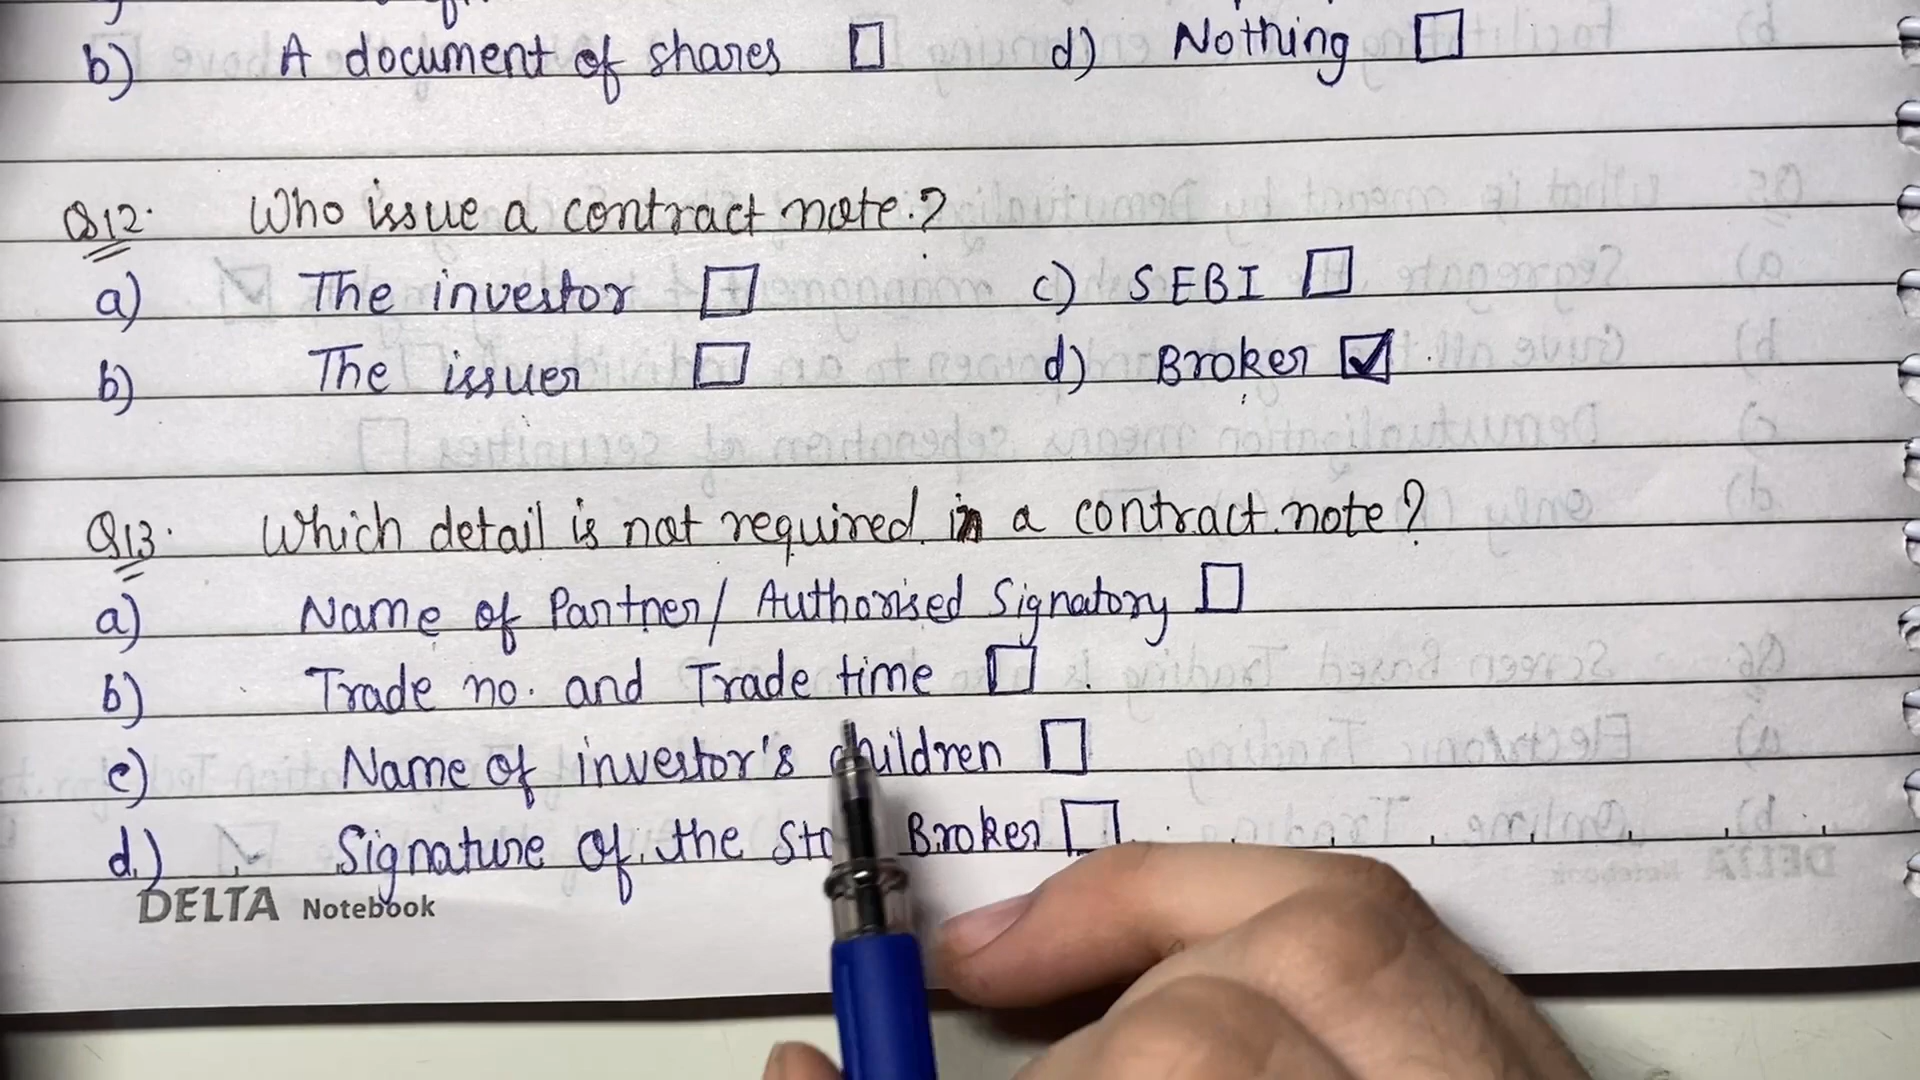 b) A document of shares d) Nothing
Q12. Who issue a contract note.?
a) The investor c) SEBI
b) The issuer d) Broker
Q13. Which detail is not required in a contract note?
a) Name of Partner/ Authorised Signatory
b) Trade no. and Trade time
c) Name of investor's children
d.) Signature of the Broker
DELTA Notebook